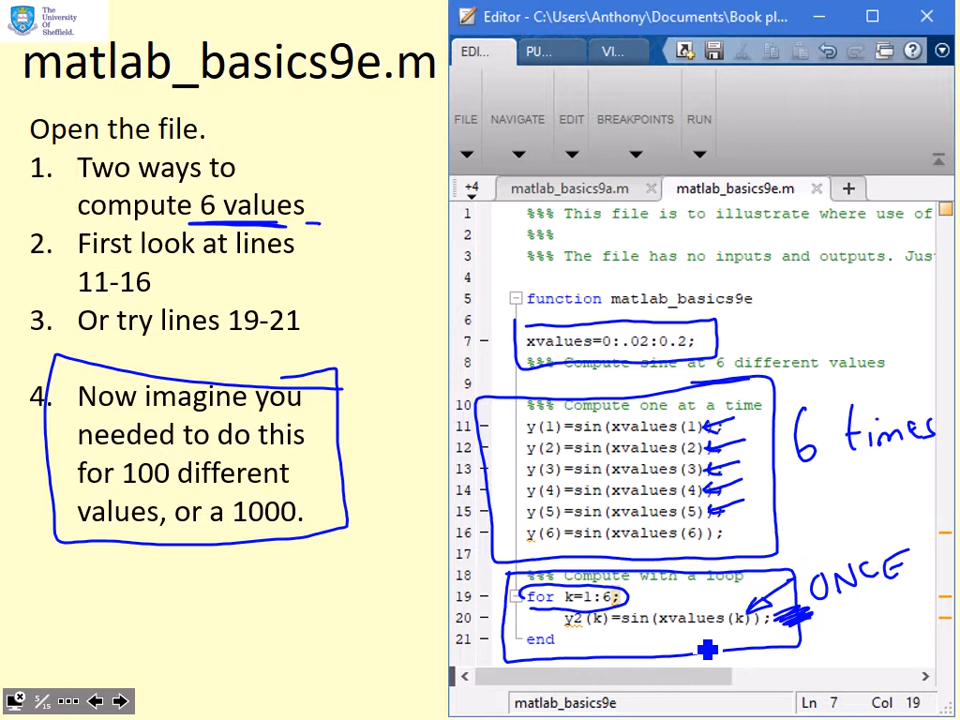 The
University
Of
Sheffield.
matlab_basics9e.m
Open the file.
1. Two ways to
compute 6 values
2. First look at lines
11-16
3. Or try lines 19-21
4. Now imagine you
needed to do this
for 100 different
values, or a 1000.
5/15
Editor - C:\Users\Anthony\Documents\Book pl...
EDI... PU... VI...
FILE NAVIGATE EDIT BREAKPOINTS RUN
+4 matlab_basics9a.m matlab_basics9e.m
1 %%% This file is to illustrate where use of
2 %%%
3 %%% The file has no inputs and outputs. Jus
4
5 function matlab_basics9e
6
7 xvalues=0:.02:0.2;
8 %%% Compute sine at 6 different values
9
10 %%% Compute one at a time
11 y(1)=sin(xvalues(1));
12 y(2)=sin(xvalues(2));
13 y(3)=sin(xvalues(3));
14 y(4)=sin(xvalues(4));
15 y(5)=sin(xvalues(5));
16 y(6)=sin(xvalues(6));
17
18 %%% Compute with a loop
19 for k=1:6;
20 y2(k)=sin(xvalues(k));
21 end
6 times
ONCE
matlab_basics9e Ln 7 Col 19